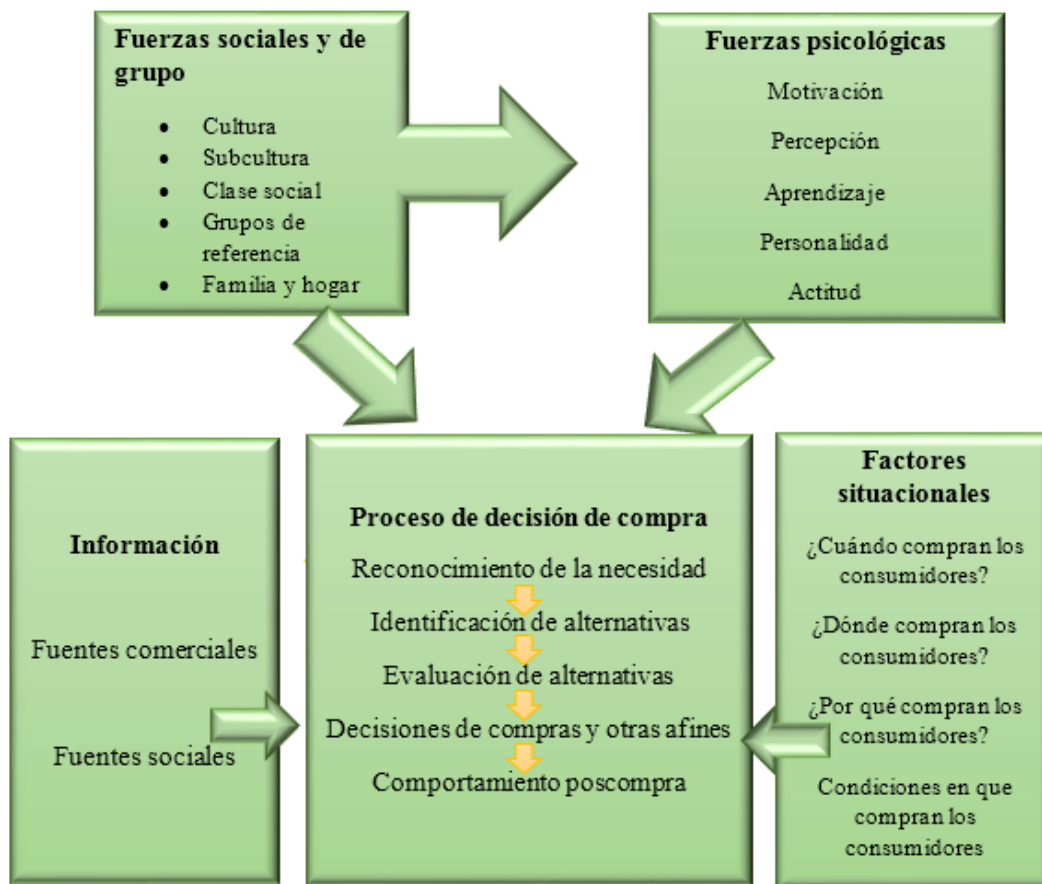 Fuerzas sociales y de
grupo
• Cultura
• Subcultura
• Clase social
• Grupos de
referencia
• Familia y hogar
Fuerzas psicológicas
Motivación
Percepción
Aprendizaje
Personalidad
Actitud
Información
Fuentes comerciales
Fuentes sociales
Proceso de decisión de compra
Reconocimiento de la necesidad
Identificación de alternativas
Evaluación de alternativas
Decisiones de compras y otras afines
Comportamiento poscompra
Factores
situacionales
¿Cuándo compran los
consumidores?
¿Dónde compran los
consumidores?
¿Por qué compran los
consumidores?
Condiciones en que
compran los
consumidores